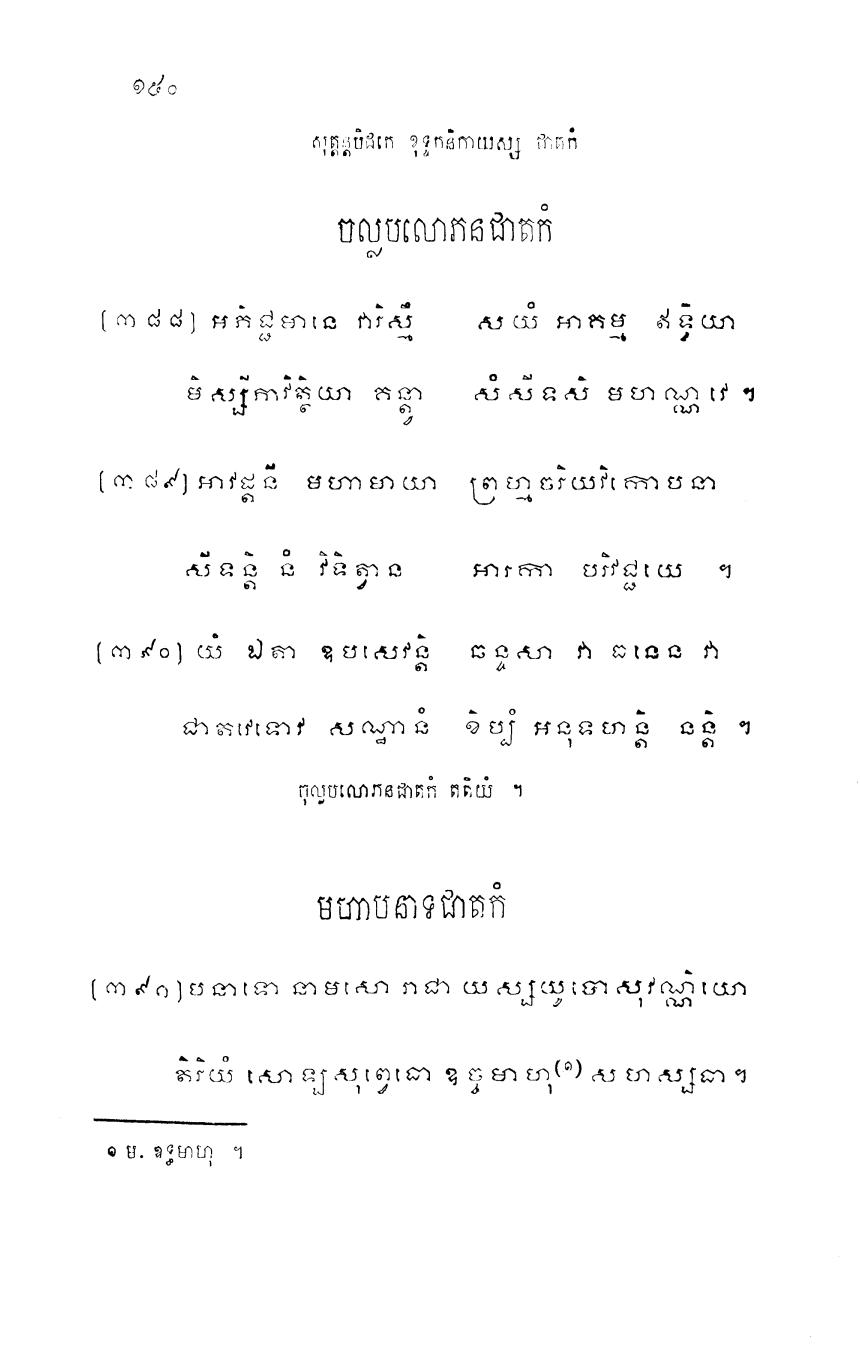 ១៥០
សុត្តន្តបិដកេ ខុទ្ទកនិកាយស្ស ជាតកំ
ចុល្លបលោភនជាតកំ
[៣៨៨] អភិជ្ជមានេ វារិស្មឹ សយំ អាគម្ម ឥទ្ធិយា
មិស្សីភាវិត្ថិយា គន្ត្វា សំសីទសិ មហណ្ណវេ ។
[៣៨៩] អាវដ្តនី មហាមាយា ព្រហ្មចរិយវិកោបនា
សីទន្តិ នំ វិទិត្វាន អារកា បរិវជ្ជយេ ។
[៣៩០] យំ ឯតា ឧបសេវន្តិ ឆន្ទសា វា ធនេន វា
ជាតវេទោវ សណ្ឋានំ ខិប្បំ អនុទហន្តិ នន្តិ ។
ចុល្លបលោភនជាតកំ តតិយំ ។
មហាបនាទជាតកំ
[៣៩១] បនាទោ នាម សោ រាជា យស្ស យូទោ សុវណ្ណិយោ
តិរិយំ សោឡសុព្វេធោ ឧច្ចមាហុ(១) សហស្សធា ។
១ ម. ឧទ្ធមាហុ ។